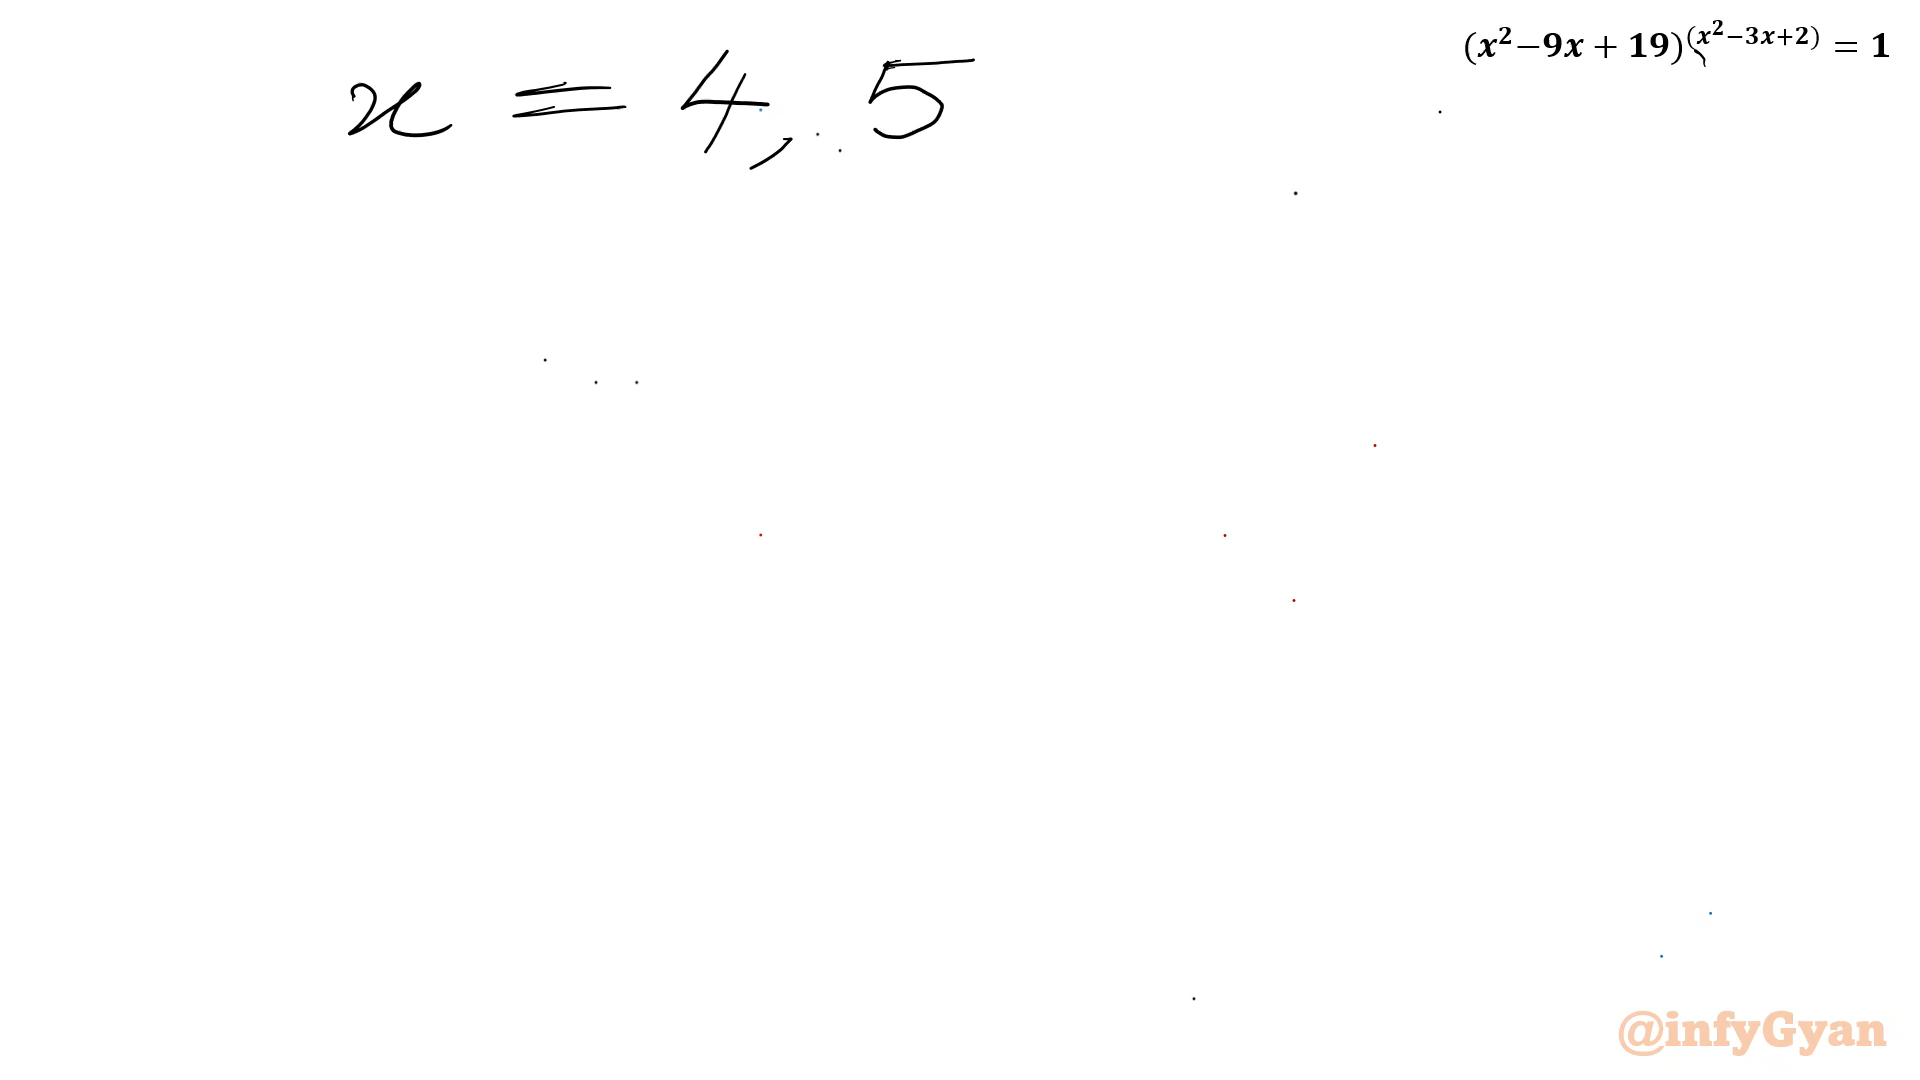 (x²−9x + 19)^(x²−3x+2) = 1
x = 4, 5
@infyGyan